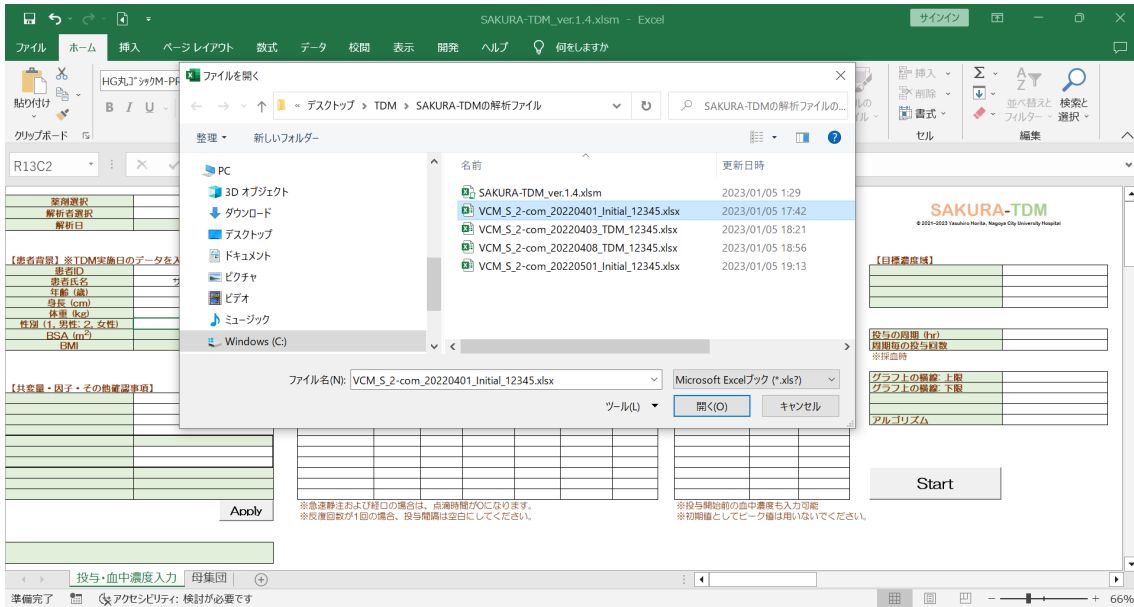 SAKURA-TDM_ver.1.4.xlsm - Excel
サインイン
ファイル ホーム 挿入 ページ レイアウト 数式 データ 校閲 表示 開発 ヘルプ 何をしますか
貼り付け
クリップボード
B I U
挿入
削除
書式
セル
並べ替えと
フィルター
検索と
選択
編集
R13C2
ファイルを開く
« デスクトップ › TDM › SAKURA-TDMの解析ファイル
SAKURA-TDMの解析ファイルの...
整理 新しいフォルダー
PC
3D オブジェクト
ダウンロード
デスクトップ
ドキュメント
ピクチャ
ビデオ
ミュージック
Windows (C:)
名前 更新日時
SAKURA-TDM_ver.1.4.xlsm 2023/01/05 1:29
VCM_S_2-com_20220401_Initial_12345.xlsx 2023/01/05 17:42
VCM_S_2-com_20220403_TDM_12345.xlsx 2023/01/05 18:21
VCM_S_2-com_20220408_TDM_12345.xlsx 2023/01/05 18:56
VCM_S_2-com_20220501_Initial_12345.xlsx 2023/01/05 19:13
ファイル名(N): VCM_S_2-com_20220401_Initial_12345.xlsx
Microsoft Excelブック (*.xls?)
ツール(L) 開く(O) キャンセル
薬剤選択
解析者選択
解析日
【患者背景】※TDM実施日のデータを入
患者ID
患者氏名
年齢 (歳)
身長 (cm)
体重 (kg)
性別 (1, 男性; 2, 女性)
BSA (m²)
BMI
【共変量・因子・その他確認事項】
Apply
SAKURA-TDM
© 2021-2023 Yasuhiro Horita, Nagoya City University Hospital
【目標濃度域】
投与の周期 (hr)
周期毎の投与回数
※採血時
グラフ上の横線: 上限
グラフ上の横線: 下限
アルゴリズム
Start
※急速静注および経口の場合は、点滴時間が0になります。
※反復回数が1回の場合、投与間隔は空白にしてください。
※投与開始前の血中濃度も入力可能
※初期値としてピーク値は用いないでください。
投与・血中濃度入力 母集団
準備完了 アクセシビリティ: 検討が必要です
66%